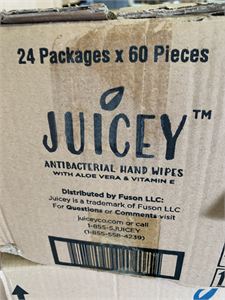 24 Packages x 60 Pieces
JUICEY™
ANTIBACTERIAL HAND WIPES
WITH ALOE VERA & VITAMIN E
Distributed by Fuson LLC:
Juicey is a trademark of Fuson LLC
For Questions or Comments visit
juiceyco.com or call
1-855-5JUICEY
(1-855-558-4239)